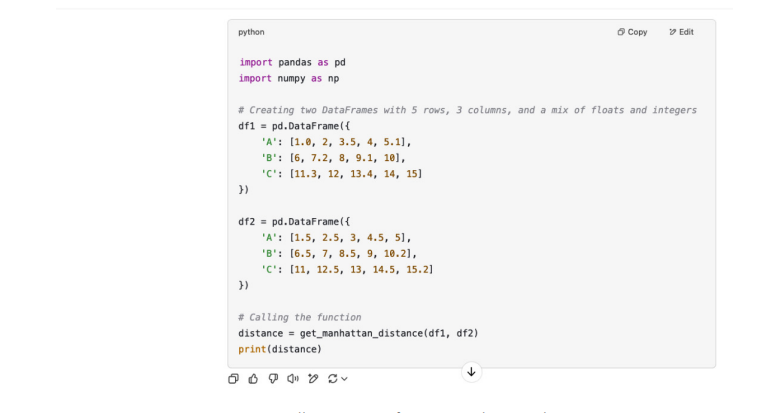 python
Copy
Edit
import pandas as pd
import numpy as np
# Creating two DataFrames with 5 rows, 3 columns, and a mix of floats and integers
df1 = pd.DataFrame({
    'A': [1.0, 2, 3.5, 4, 5.1],
    'B': [6, 7.2, 8, 9.1, 10],
    'C': [11.3, 12, 13.4, 14, 15]
})
df2 = pd.DataFrame({
    'A': [1.5, 2.5, 3, 4.5, 5],
    'B': [6.5, 7, 8.5, 9, 10.2],
    'C': [11, 12.5, 13, 14.5, 15.2]
})
# Calling the function
distance = get_manhattan_distance(df1, df2)
print(distance)